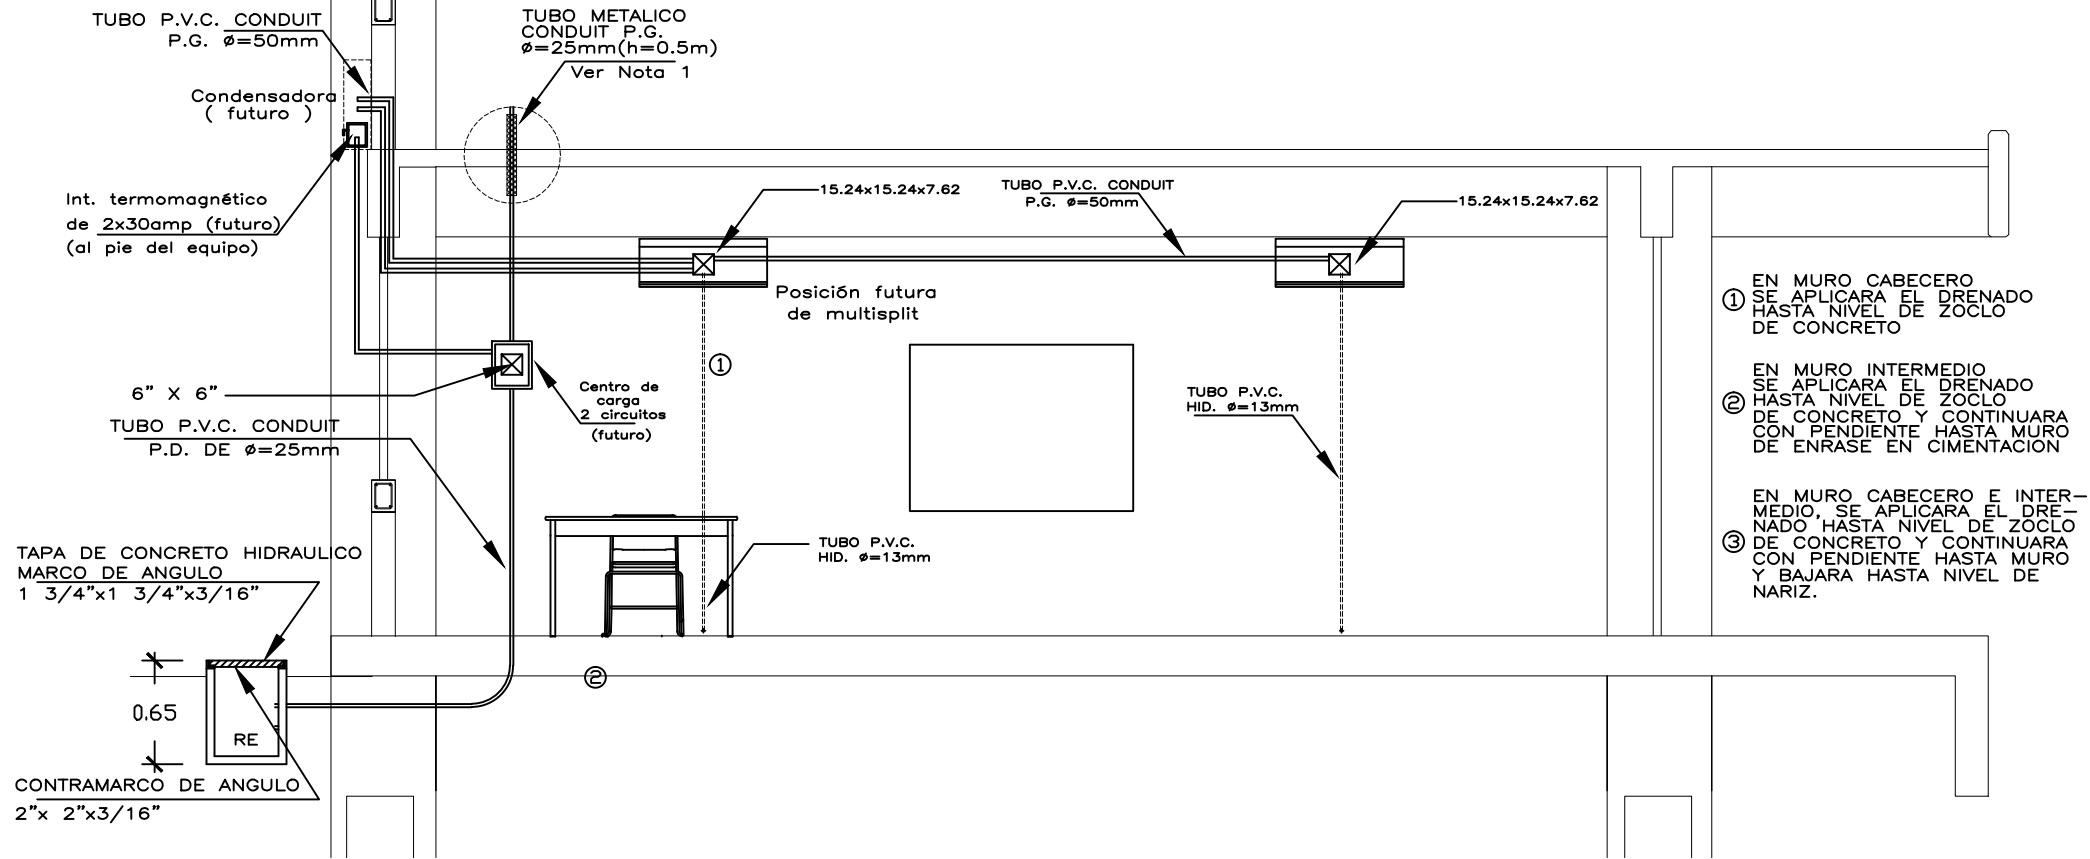 TUBO P.V.C. CONDUIT
P.G. ø=50mm
TUBO METALICO
CONDUIT P.G.
ø=25mm(h=0.5m)
Ver Nota 1
Condensadora
( futuro )
Int. termomagnético
de 2x30amp (futuro)
(al pie del equipo)
15.24x15.24x7.62
TUBO P.V.C. CONDUIT
P.G. ø=50mm
15.24x15.24x7.62
Posición futura
de multisplit
1
6" X 6"
Centro de
carga
2 circuitos
(futuro)
TUBO P.V.C. CONDUIT
P.D. DE ø=25mm
TUBO P.V.C.
HID. ø=13mm
TUBO P.V.C.
HID. ø=13mm
TAPA DE CONCRETO HIDRAULICO
MARCO DE ANGULO
1 3/4"x1 3/4"x3/16"
2
0.65
RE
CONTRAMARCO DE ANGULO
2"x 2"x3/16"
1
EN MURO CABECERO
SE APLICARA EL DRENADO
HASTA NIVEL DE ZOCLO
DE CONCRETO
2
EN MURO INTERMEDIO
SE APLICARA EL DRENADO
HASTA NIVEL DE ZOCLO
DE CONCRETO Y CONTINUARA
CON PENDIENTE HASTA MURO
DE ENRASE EN CIMENTACION
3
EN MURO CABECERO E INTER-
MEDIO, SE APLICARA EL DRE-
NADO HASTA NIVEL DE ZOCLO
DE CONCRETO Y CONTINUARA
CON PENDIENTE HASTA MURO
Y BAJARA HASTA NIVEL DE
NARIZ.